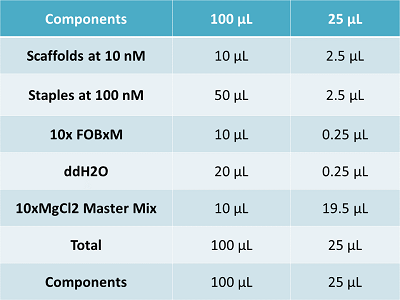 Components 100 µL 25 µL
Scaffolds at 10 nM 10 µL 2.5 µL
Staples at 100 nM 50 µL 2.5 µL
10x FOBxM 10 µL 0.25 µL
ddH2O 20 µL 0.25 µL
10xMgCl2 Master Mix 10 µL 19.5 µL
Total 100 µL 25 µL
Components 100 µL 25 µL